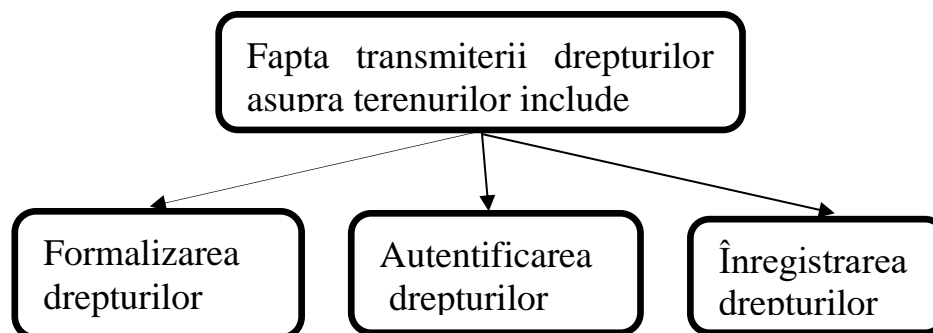 Fapta transmiterii drepturilor
asupra terenurilor include
Formalizarea
drepturilor
Autentificarea
drepturilor
Înregistrarea
drepturilor